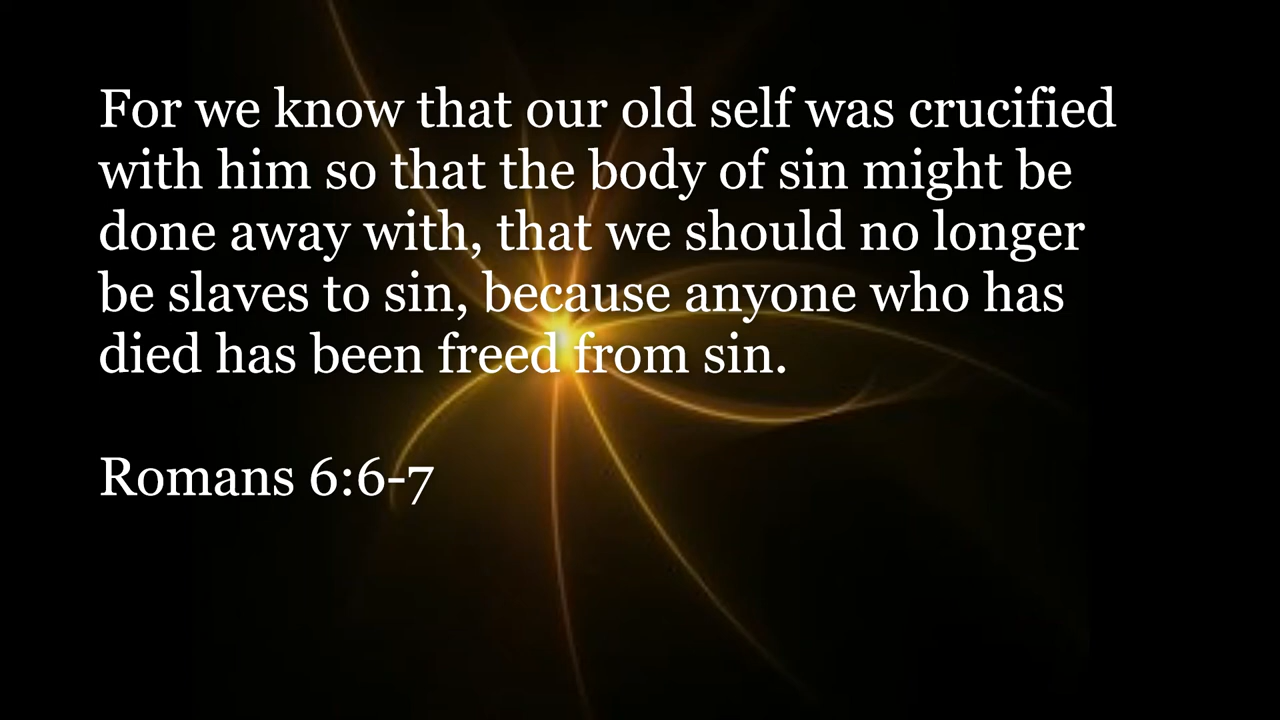 For we know that our old self was crucified
with him so that the body of sin might be
done away with, that we should no longer
be slaves to sin, because anyone who has
died has been freed from sin.
Romans 6:6-7